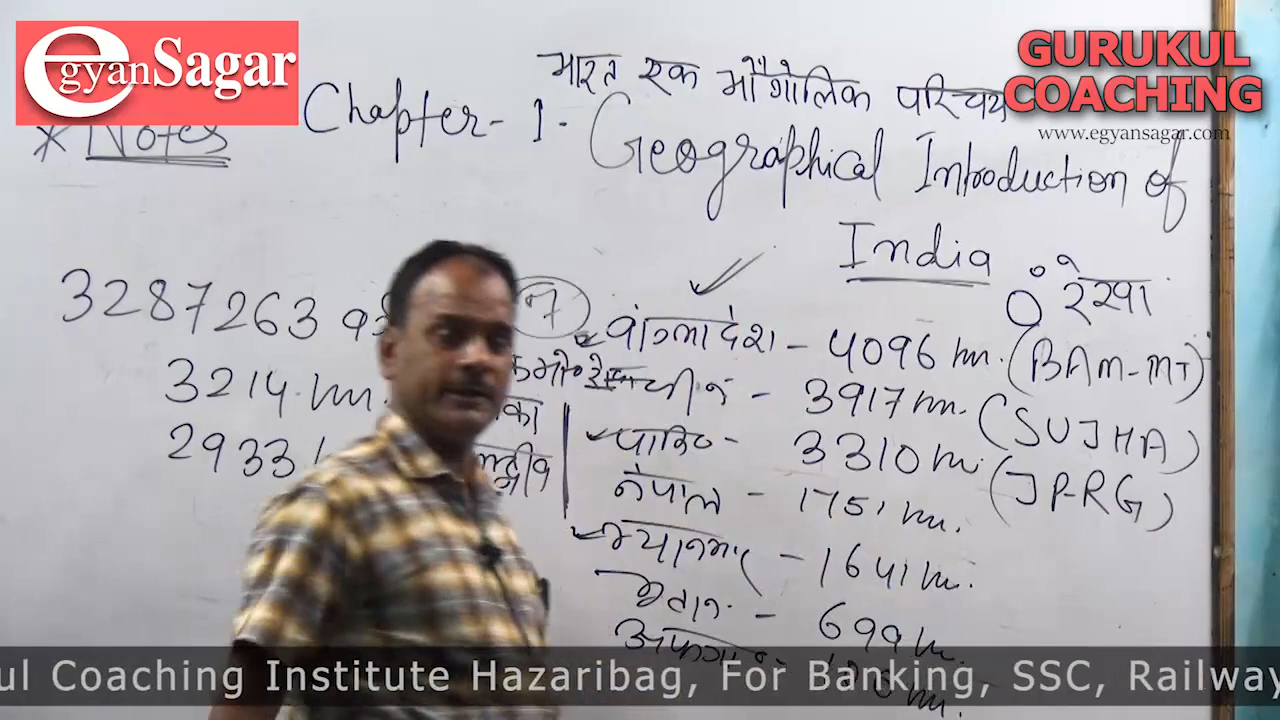 egyanSagar
GURUKUL
COACHING
www.egyansagar.com
भारत एक भौगोलिक परिचय
* Notes
Chapter - 1. Geographical Introduction of
India
रेखा
3287263
7
बांग्लादेश - 4096 km. (BAM-MT)
3214 km.
चीन - 3917 km. (SUJHA)
2933
पाकि० - 3310 km. (JP-RG)
नेपाल - 1751 km.
म्यानमार - 1641 km.
भूटान - 699 km.
ul Coaching Institute Hazaribag, For Banking, SSC, Railway